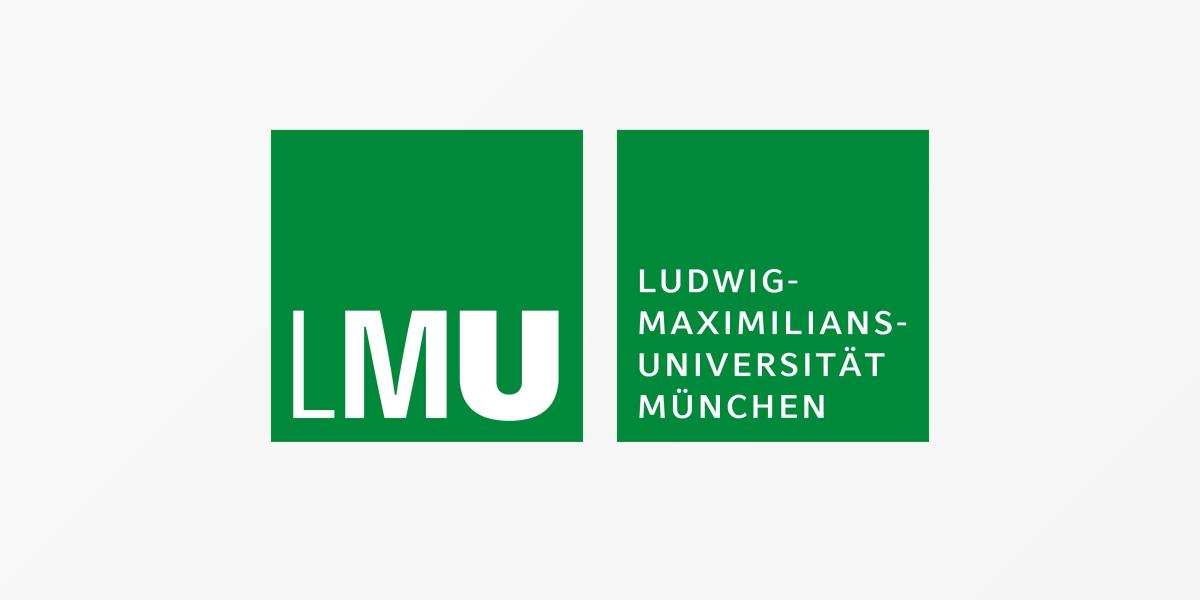 LMU
LUDWIG-
MAXIMILIANS-
UNIVERSITÄT
MÜNCHEN